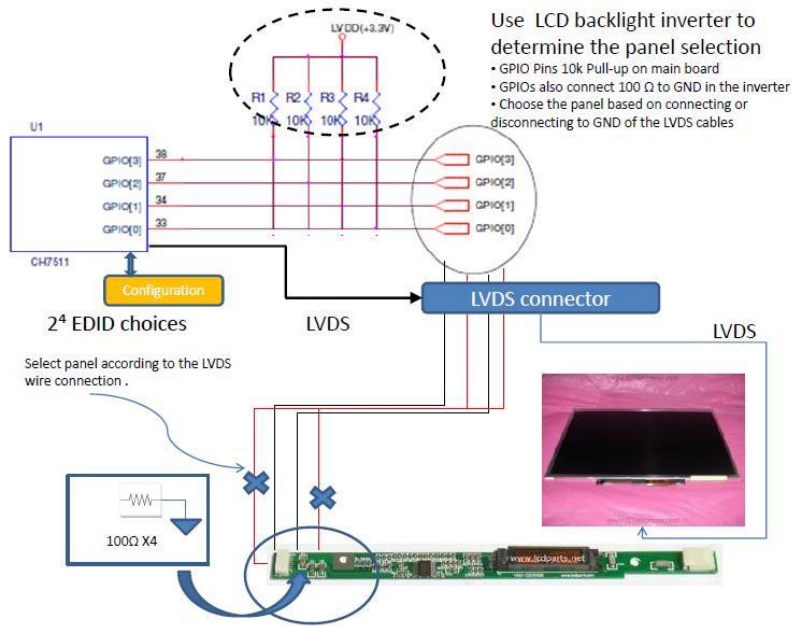 LVDD(+3.3V)
Use LCD backlight inverter to
determine the panel selection
• GPIO Pins 10k Pull-up on main board
• GPIOs also connect 100 Ω to GND in the inverter
• Choose the panel based on connecting or
disconnecting to GND of the LVDS cables
R1 R2 R3 R4
10K 10K 10K 10K
U1
GPIO[3] 38 GPIO[3]
GPIO[2] 37 GPIO[2]
GPIO[1] 34 GPIO[1]
GPIO[0] 33 GPIO[0]
CH7511
Configuration
LVDS connector
2⁴ EDID choices
LVDS
LVDS
Select panel according to the LVDS
wire connection .
100Ω X4
www.lcdparts.net